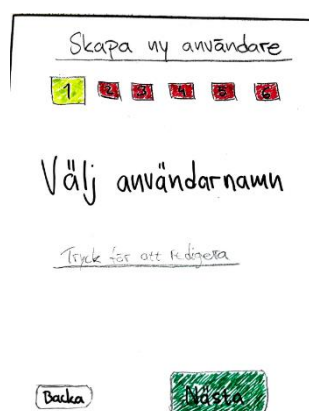 Skapa ny användare
1 2 3 4 5 6
Välj användarnamn
Tryck för att redigera
Backa Nästa